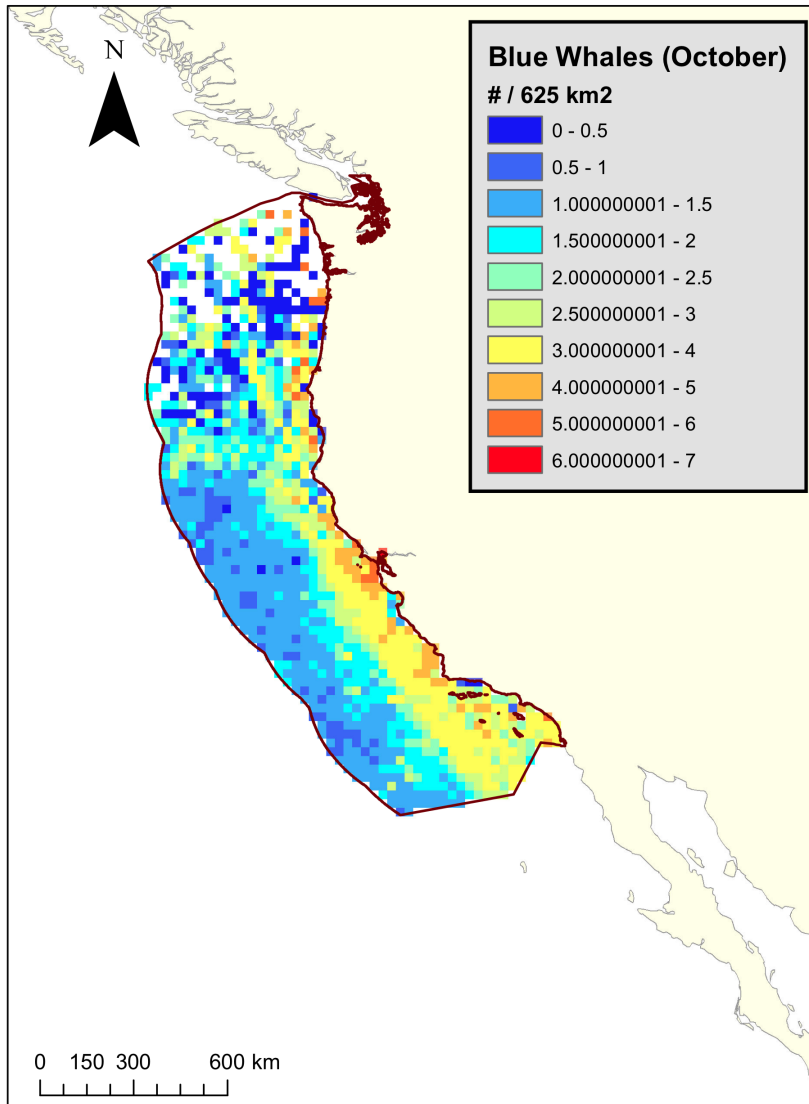 N
Blue Whales (October)
# / 625 km2
0 - 0.5
0.5 - 1
1.000000001 - 1.5
1.500000001 - 2
2.000000001 - 2.5
2.500000001 - 3
3.000000001 - 4
4.000000001 - 5
5.000000001 - 6
6.000000001 - 7
0 150 300 600 km